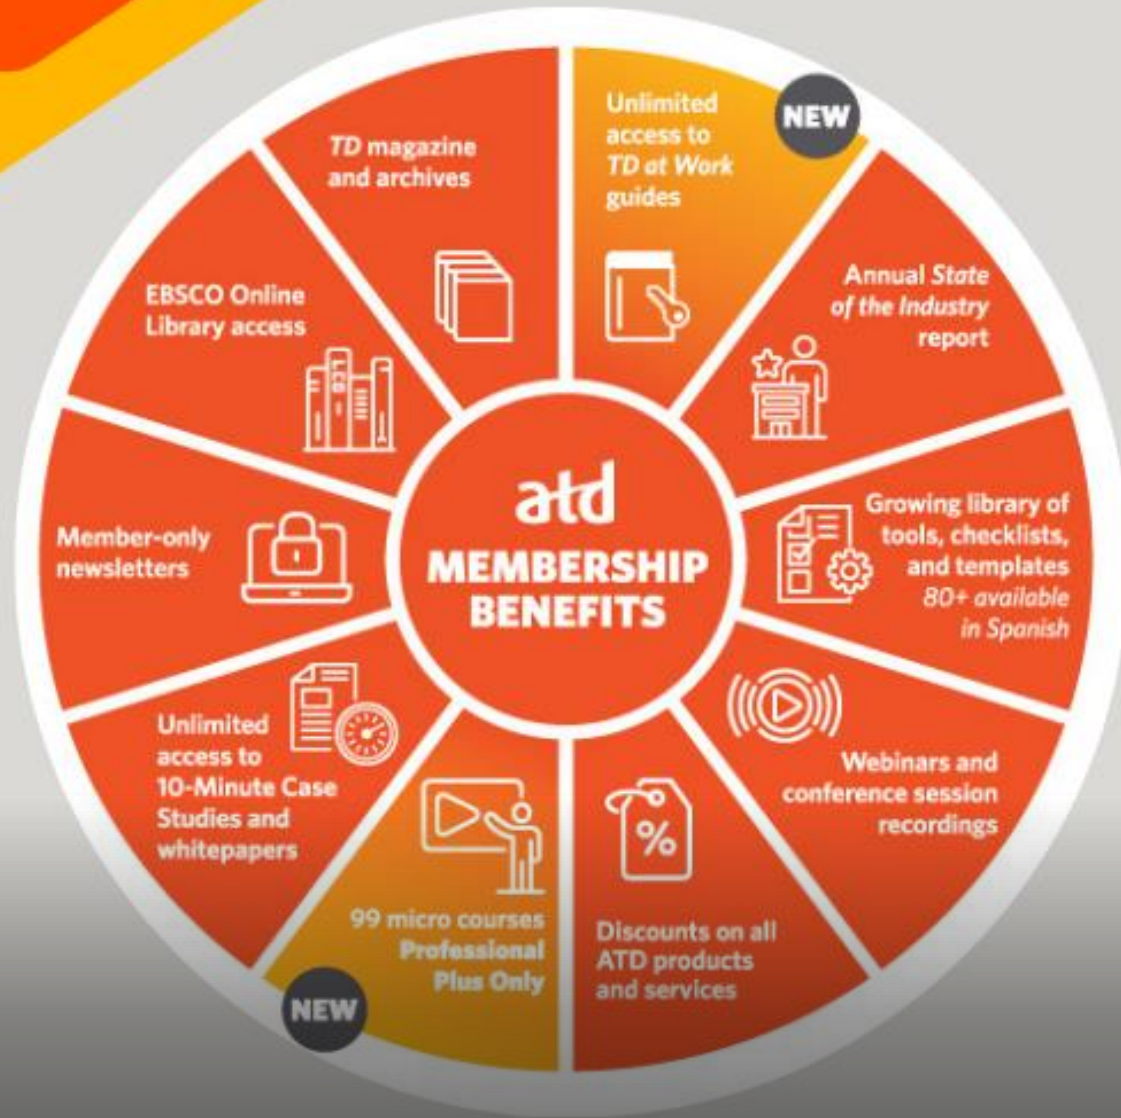 atd
MEMBERSHIP
BENEFITS
Unlimited
access to
TD at Work
guides
NEW
Annual State
of the Industry
report
Growing library of
tools, checklists,
and templates
80+ available
in Spanish
Webinars and
conference session
recordings
Discounts on all
ATD products
and services
99 micro courses
Professional
Plus Only
NEW
Unlimited
access to
10-Minute Case
Studies and
whitepapers
Member-only
newsletters
EBSCO Online
Library access
TD magazine
and archives